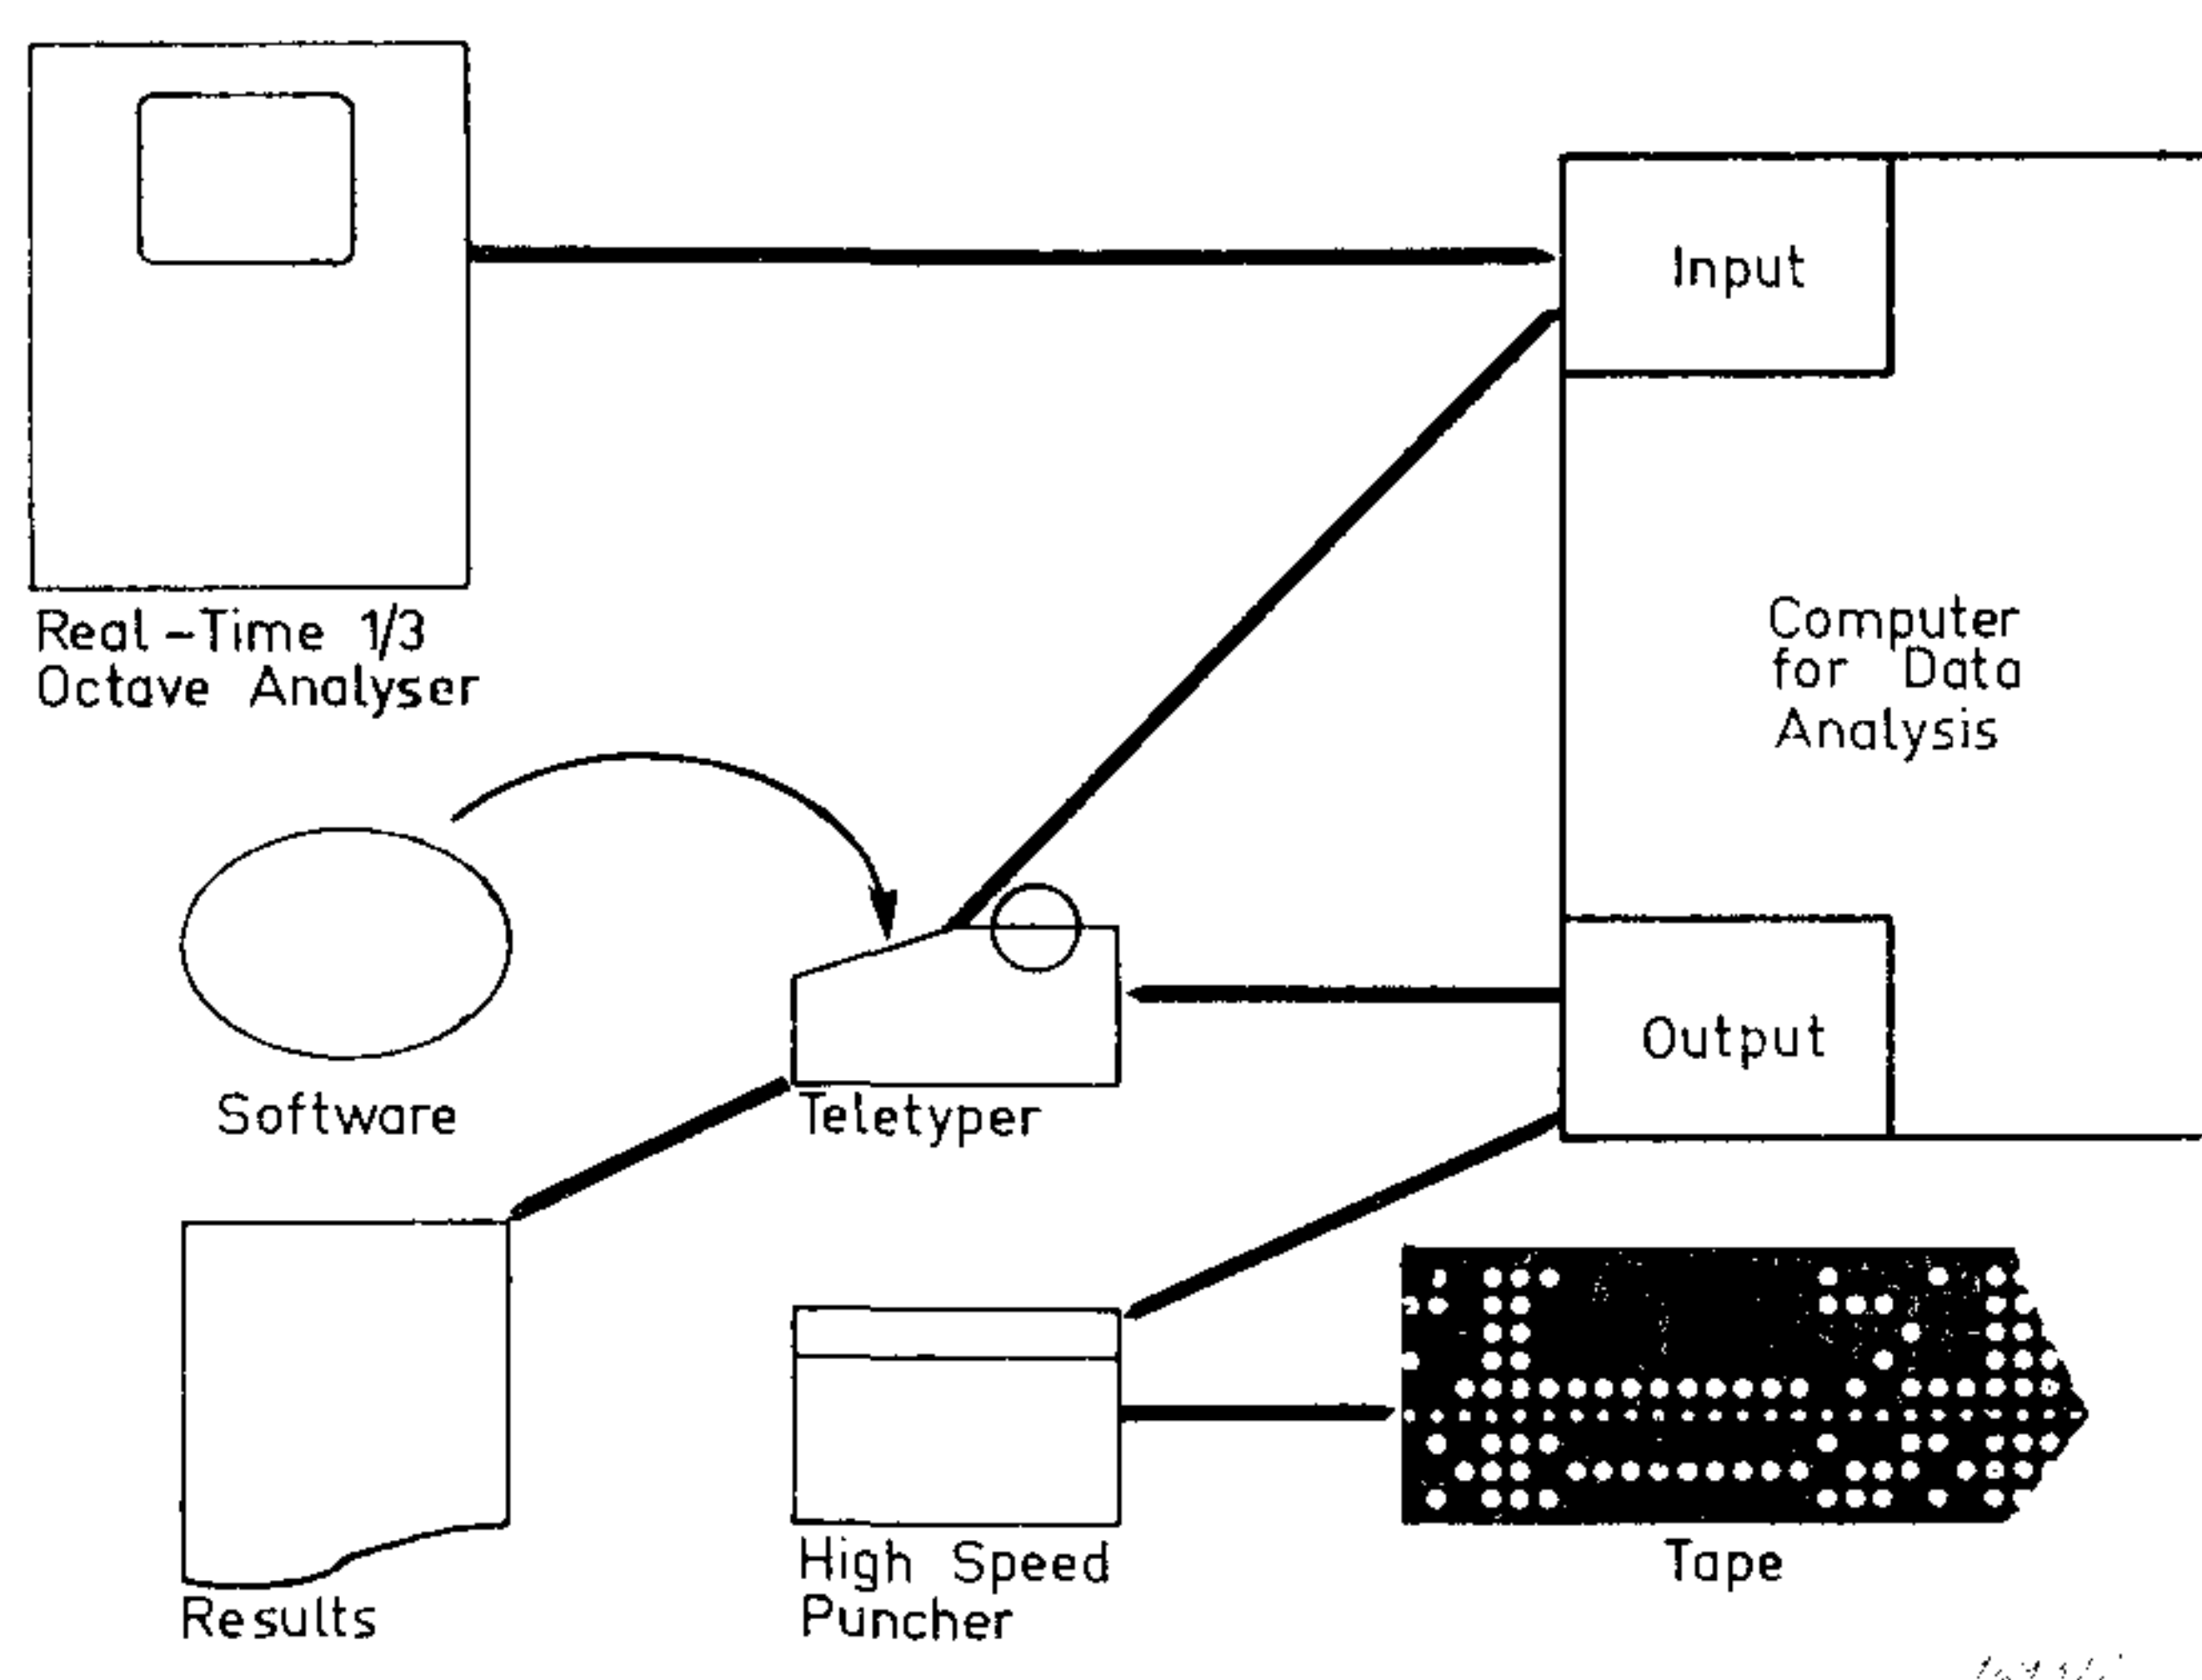 Input
Real-Time 1/3
Octave Analyser
Computer
for Data
Analysis
Output
Software
Teletyper
Results
High Speed
Puncher
Tape